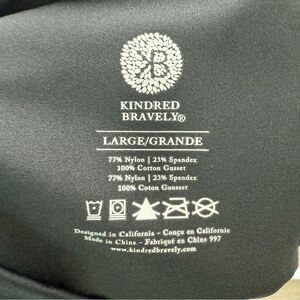 KB
KINDRED
BRAVELY®
LARGE/GRANDE
77% Nylon | 23% Spandex
100% Cotton Gusset
77% Nylon | 23% Spandex
100% Coton Gousset
Designed in California - Conçu en Californie
Made in China - Fabriqué en Chine 997
www.kindredbravely.com